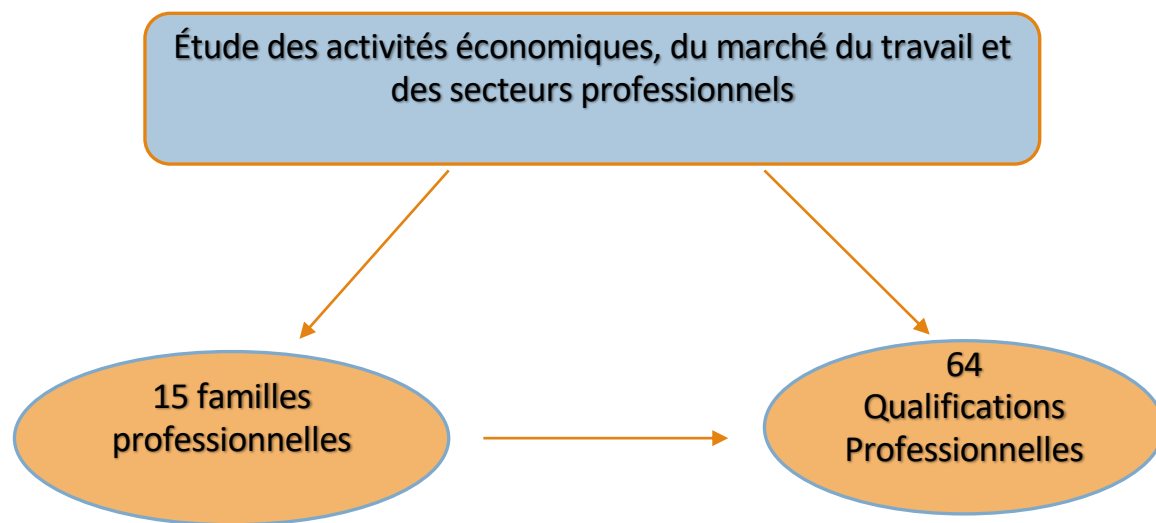 Étude des activités économiques, du marché du travail et
des secteurs professionnels
15 familles
professionnelles
64
Qualifications
Professionnelles